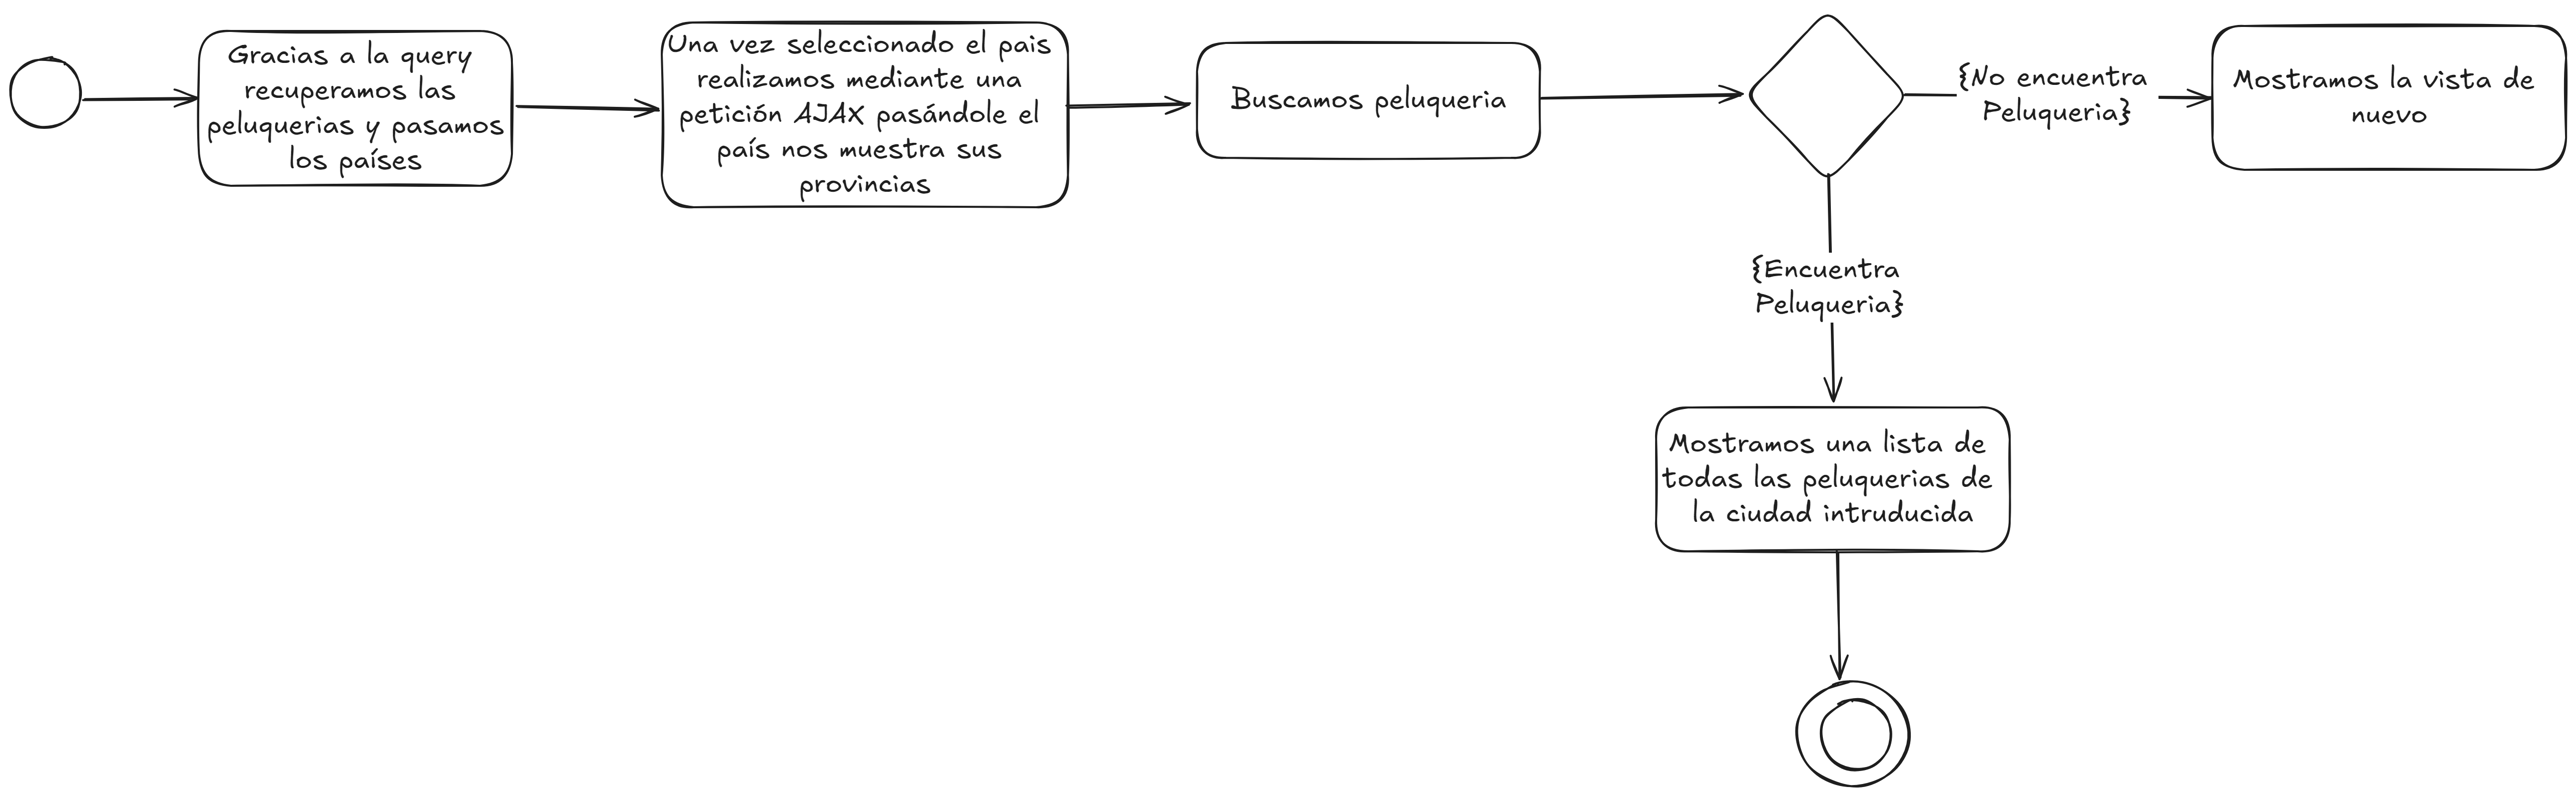 Gracias a la query
recuperamos las
peluquerias y pasamos
los países
Una vez seleccionado el pais
realizamos mediante una
petición AJAX pasándole el
país nos muestra sus
provincias
Buscamos peluqueria
{No encuentra
Peluqueria}
Mostramos la vista de
nuevo
{Encuentra
Peluqueria}
Mostramos una lista de
todas las peluquerias de
la ciudad intruducida